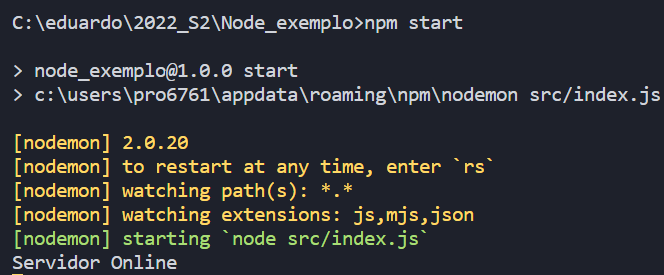 C:\eduardo\2022_S2\Node_exemplo>npm start
> node_exemplo@1.0.0 start
> c:\users\pro6761\appdata\roaming\npm\nodemon src/index.js
[nodemon] 2.0.20
[nodemon] to restart at any time, enter `rs`
[nodemon] watching path(s): *.*
[nodemon] watching extensions: js,mjs,json
[nodemon] starting `node src/index.js`
Servidor Online